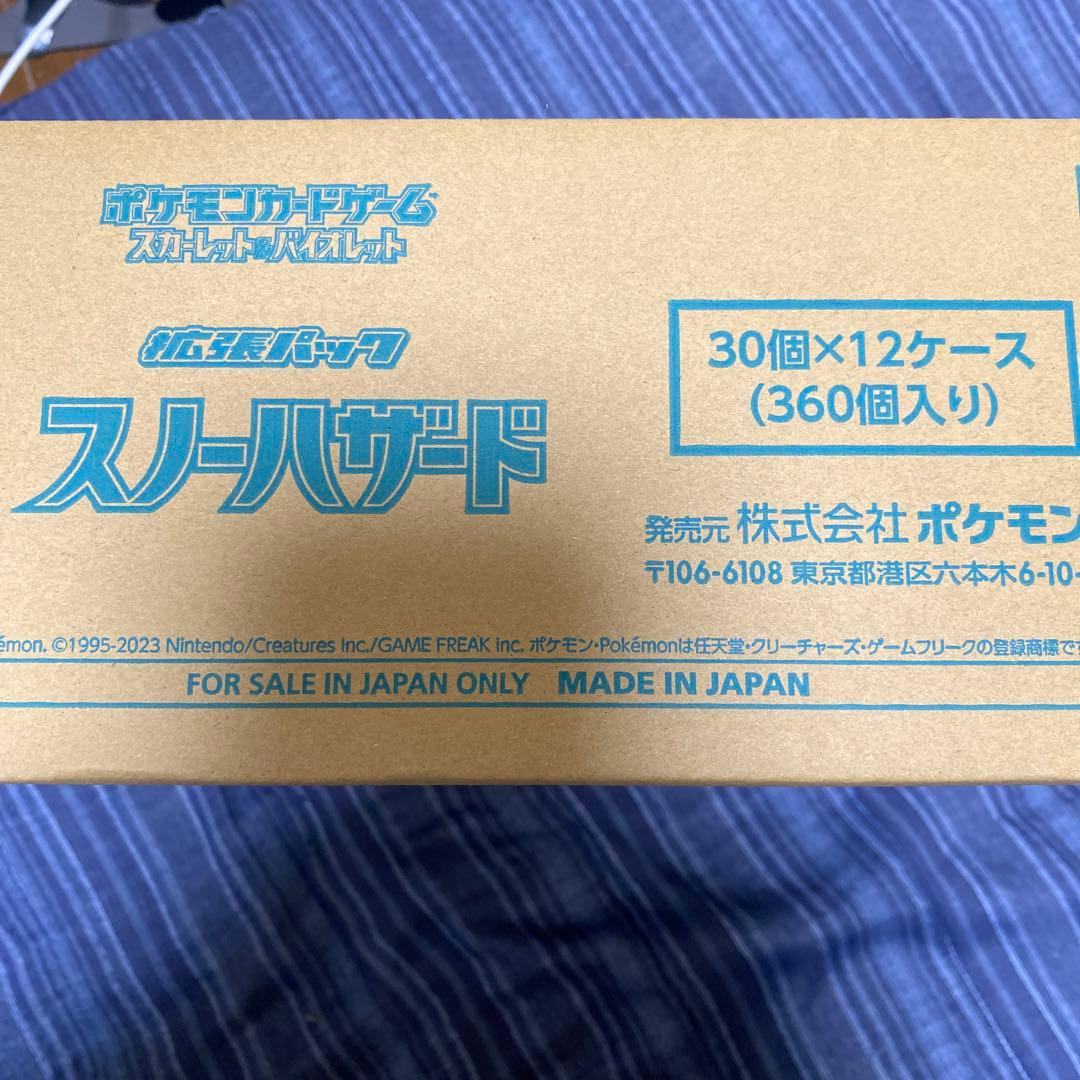 ポケモンカードゲーム
スカーレット&バイオレット
拡張パック
スノーハザード
30個×12ケース
(360個入り)
発売元 株式会社 ポケモン
〒106-6108 東京都港区六本木6-10-
émon. ©1995-2023 Nintendo/Creatures Inc./GAME FREAK inc. ポケモン・Pokémonは任天堂・クリーチャーズ・ゲームフリークの登録商標です
FOR SALE IN JAPAN ONLY MADE IN JAPAN